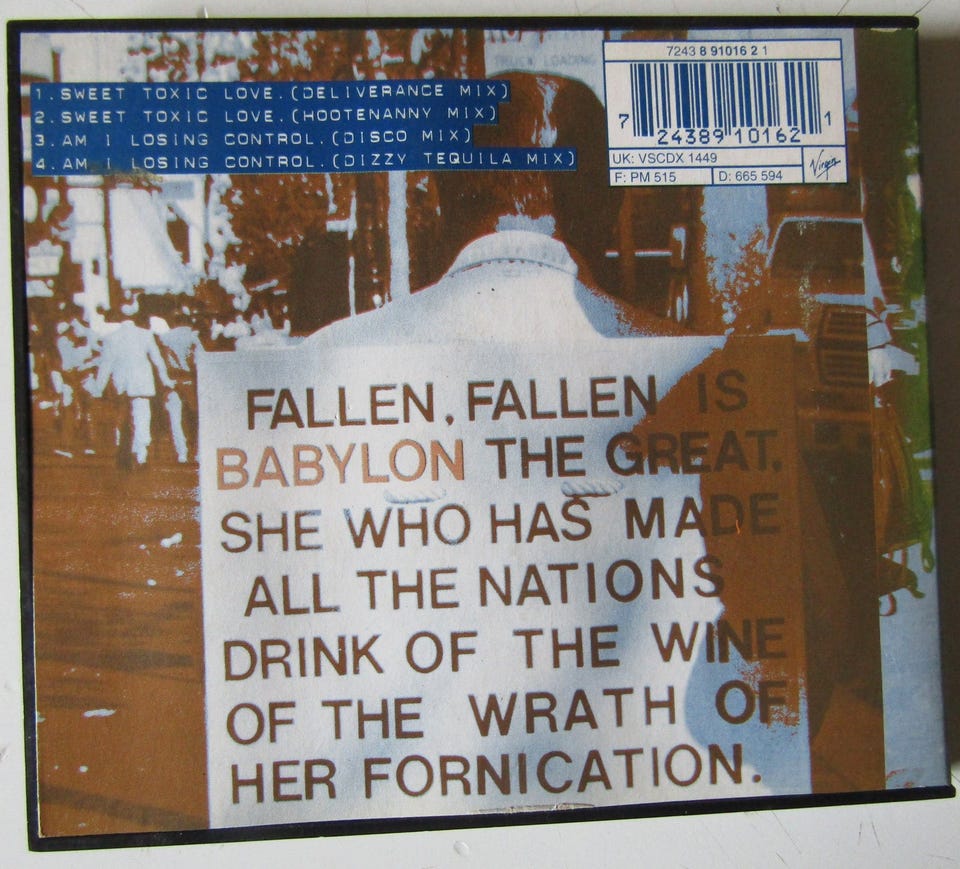 TRUCK LOADING
1.SWEET TOXIC LOVE.(DELIVERANCE MIX)
2.SWEET TOXIC LOVE.(HOOTENANNY MIX)
3.AM I LOSING CONTROL.(DISCO MIX)
4.AM I LOSING CONTROL.(DIZZY TEQUILA MIX)
7243 8 91016 2 1
7 24389 10162 1
UK: VSCDX 1449
F: PM 515
D: 665 594
Virgin
FALLEN, FALLEN IS
BABYLON THE GREAT.
SHE WHO HAS MADE
ALL THE NATIONS
DRINK OF THE WINE
OF THE WRATH OF
HER FORNICATION.